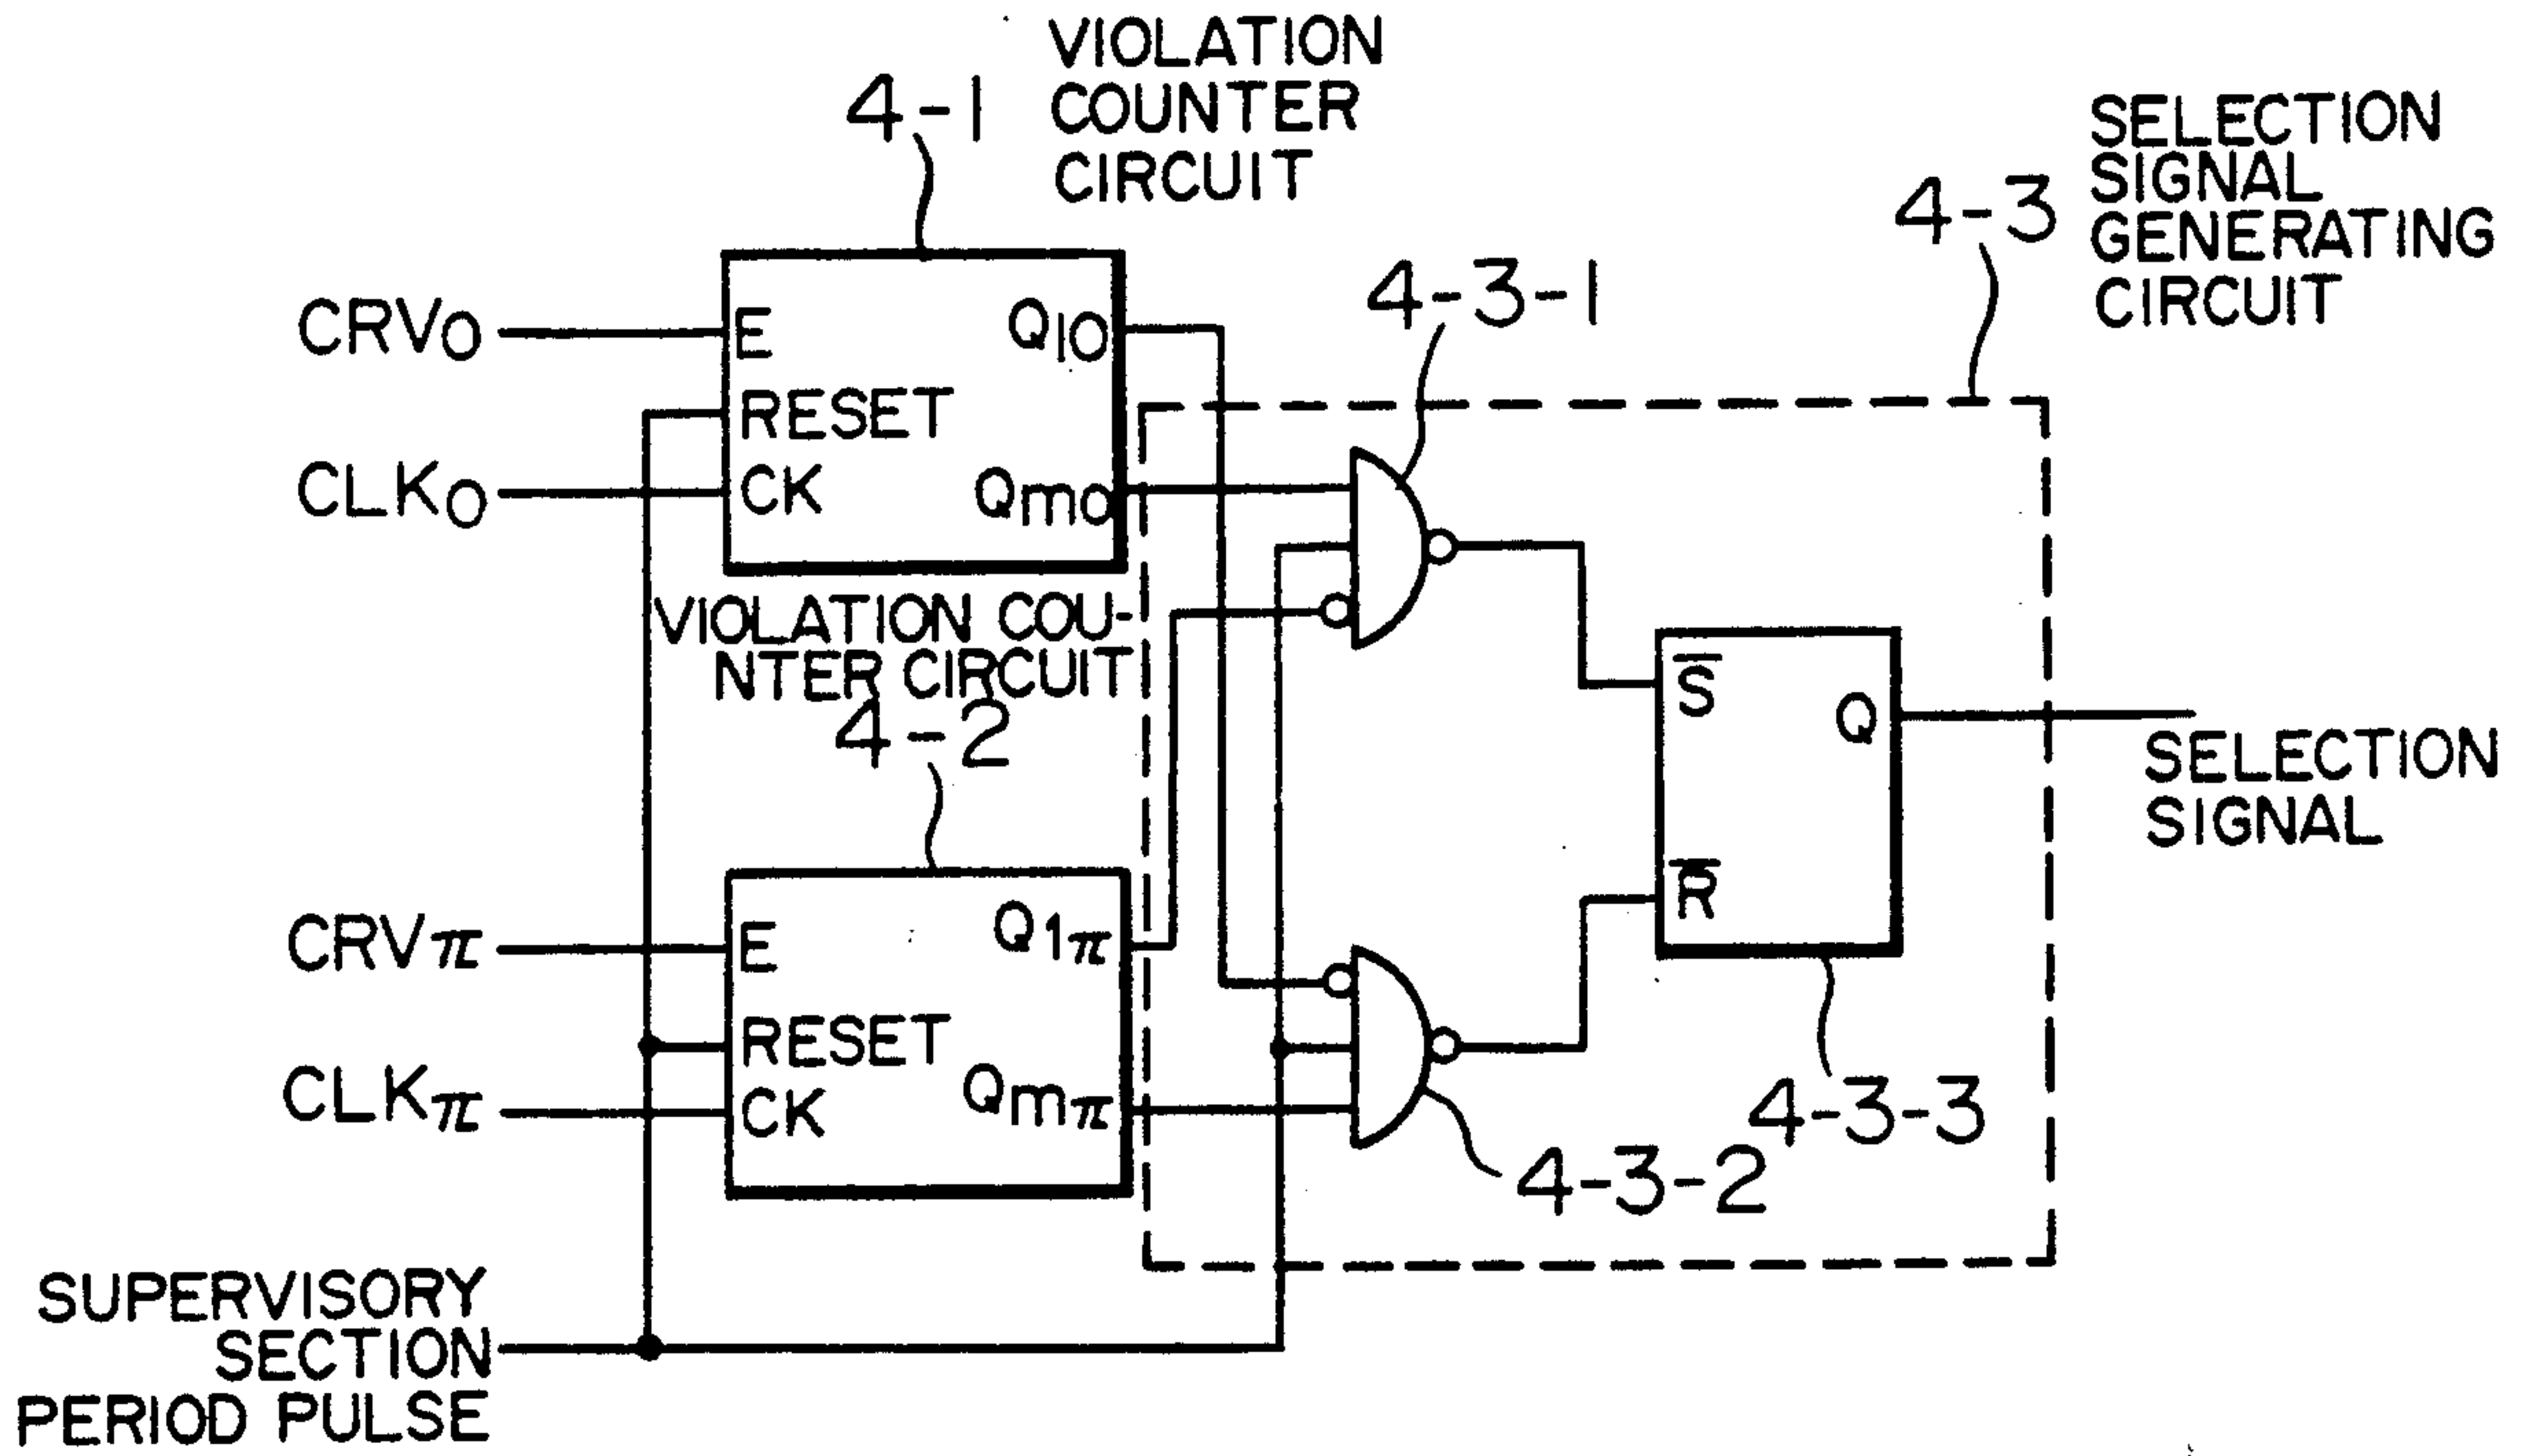 VIOLATION
COUNTER
CIRCUIT
4-1
SELECTION
SIGNAL
GENERATING
CIRCUIT
4-3
4-3-1
CRV0
E
Q10
RESET
CLK0
CK
Qm0
VIOLATION COU-
NTER CIRCUIT
4-2
S̅
Q
SELECTION
SIGNAL
R̅
CRVπ
E
Q1π
RESET
CLKπ
CK
Qmπ
4-3-3
4-3-2
SUPERVISORY
SECTION
PERIOD PULSE